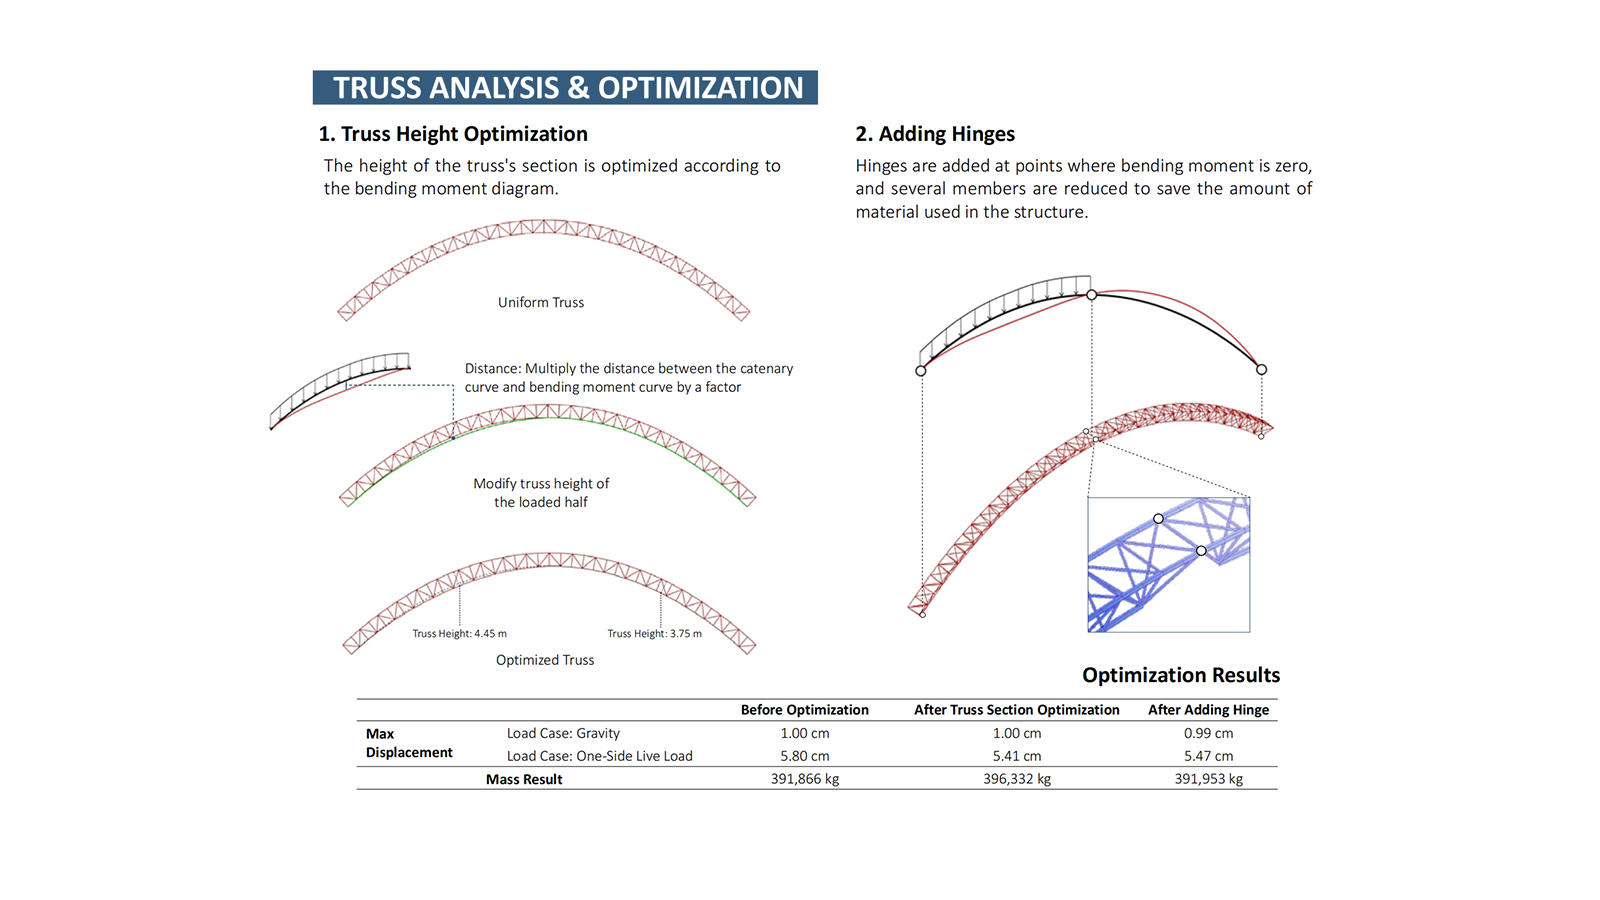 TRUSS ANALYSIS & OPTIMIZATION
1. Truss Height Optimization
The height of the truss's section is optimized according to
the bending moment diagram.
Uniform Truss
Distance: Multiply the distance between the catenary
curve and bending moment curve by a factor
Modify truss height of
the loaded half
Truss Height: 4.45 m
Truss Height: 3.75 m
Optimized Truss
2. Adding Hinges
Hinges are added at points where bending moment is zero,
and several members are reduced to save the amount of
material used in the structure.
Optimization Results
Before Optimization After Truss Section Optimization After Adding Hinge
Max
Displacement
Load Case: Gravity 1.00 cm 1.00 cm 0.99 cm
Load Case: One-Side Live Load 5.80 cm 5.41 cm 5.47 cm
Mass Result 391,866 kg 396,332 kg 391,953 kg